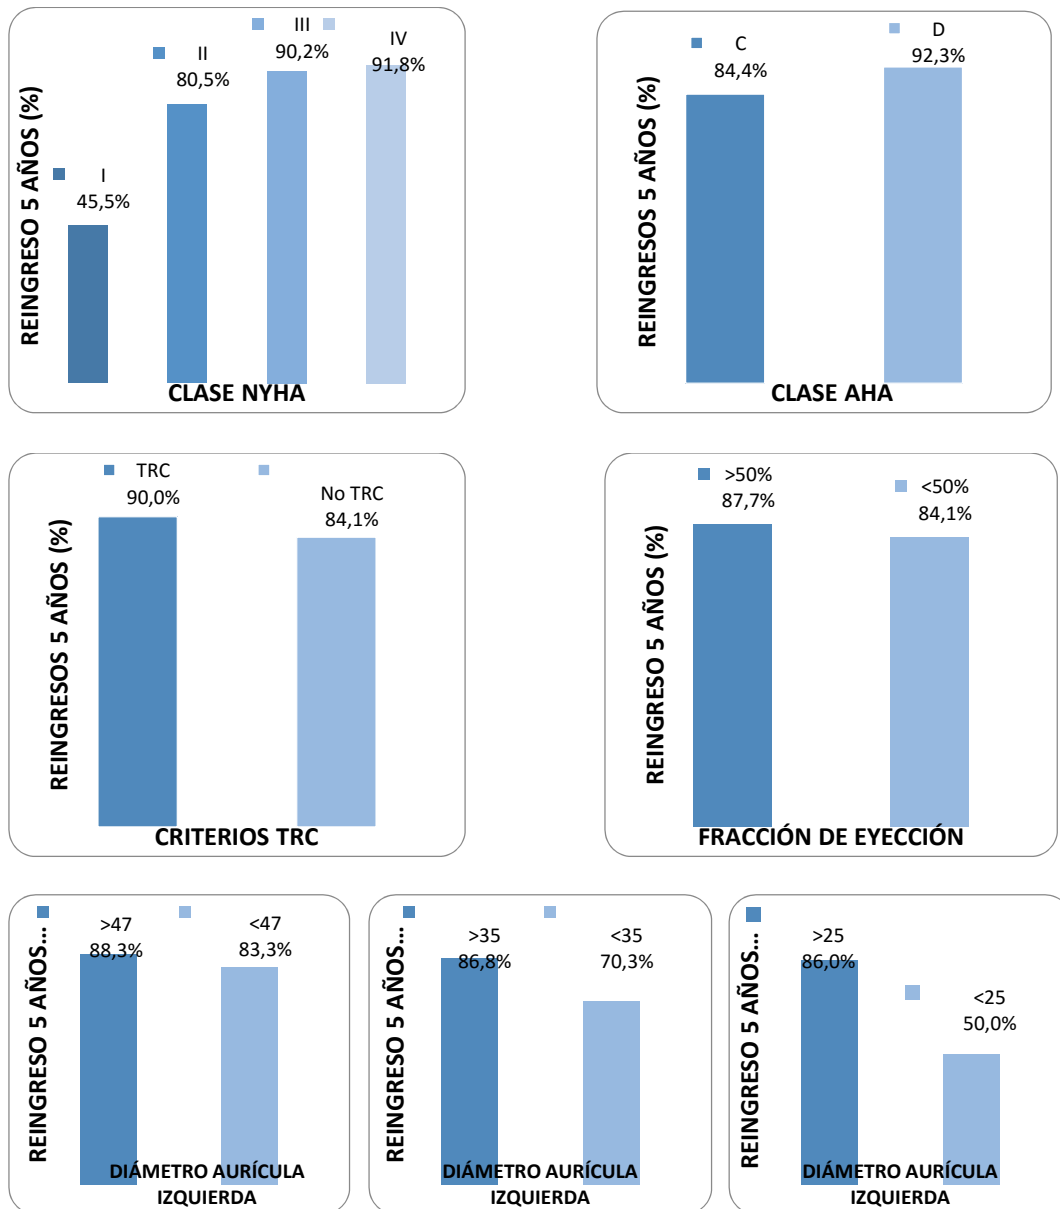 REINGRESO 5 AÑOS (%)
I
45,5%
II
80,5%
III
90,2%
IV
91,8%
CLASE NYHA
REINGRESOS 5 AÑOS (%)
C
84,4%
D
92,3%
CLASE AHA
REINGRESOS 5 AÑOS (%)
TRC
90,0%
No TRC
84,1%
CRITERIOS TRC
REINGRESO 5 AÑOS (%)
>50%
87,7%
<50%
84,1%
FRACCIÓN DE EYECCIÓN
REINGRESO 5 AÑOS...
>47
88,3%
<47
83,3%
DIÁMETRO AURÍCULA
IZQUIERDA
REINGRESO 5 AÑOS...
>35
86,8%
<35
70,3%
DIÁMETRO AURÍCULA
IZQUIERDA
REINGRESO 5 AÑOS...
>25
86,0%
<25
50,0%
DIÁMETRO AURÍCULA
IZQUIERDA